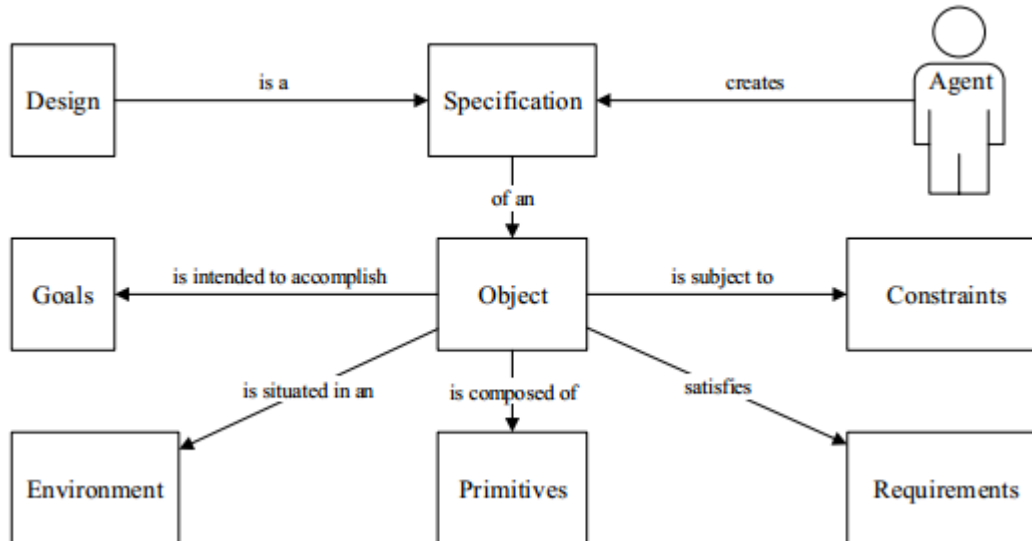 is a
creates
Design
Specification
Agent
of an
is intended to accomplish
is subject to
Goals
Object
Constraints
is situated in an
is composed of
satisfies
Environment
Primitives
Requirements